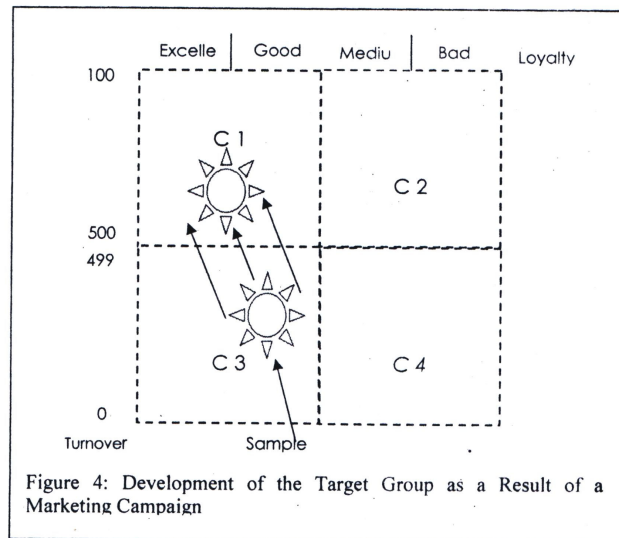 Excelle Good Mediu Bad Loyalty
100
C 1
C 2
500
499
C 3
C 4
0
Turnover Sample
Figure 4: Development of the Target Group as a Result of a
Marketing Campaign